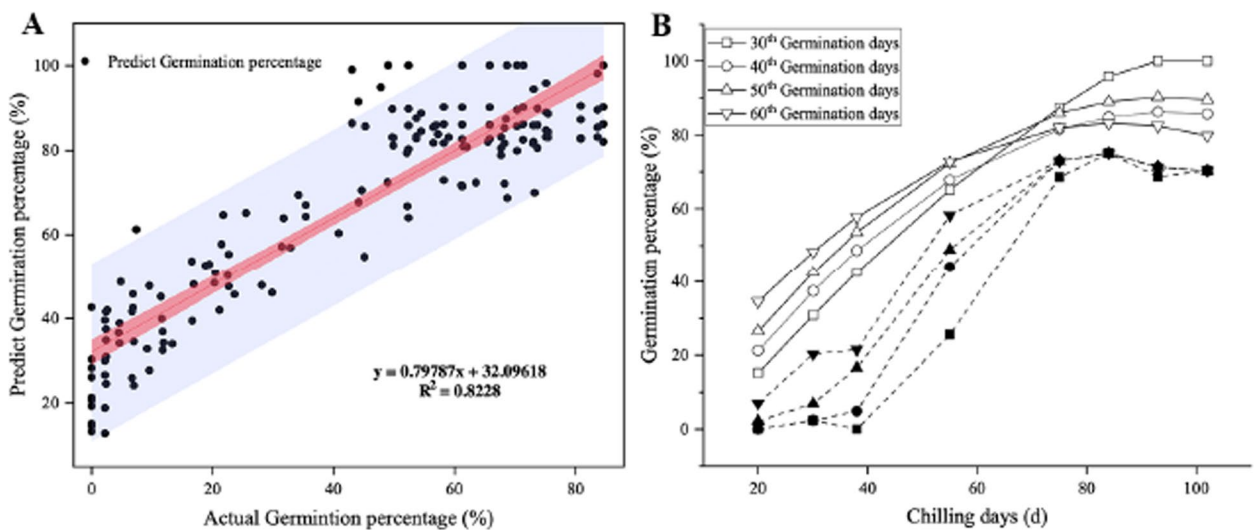 A
Predict Germination percentage
Predict Germiration percentage (%)
100
80
60
40
20
y = 0.79787x + 32.09618
R² = 0.8228
0
20
40
60
80
Actual Germintion percentage (%)
B
30th Germination days
40th Germination days
50th Germination days
60th Germination days
Germination percentage (%)
100
80
60
40
20
0
20
40
60
80
100
Chilling days (d)